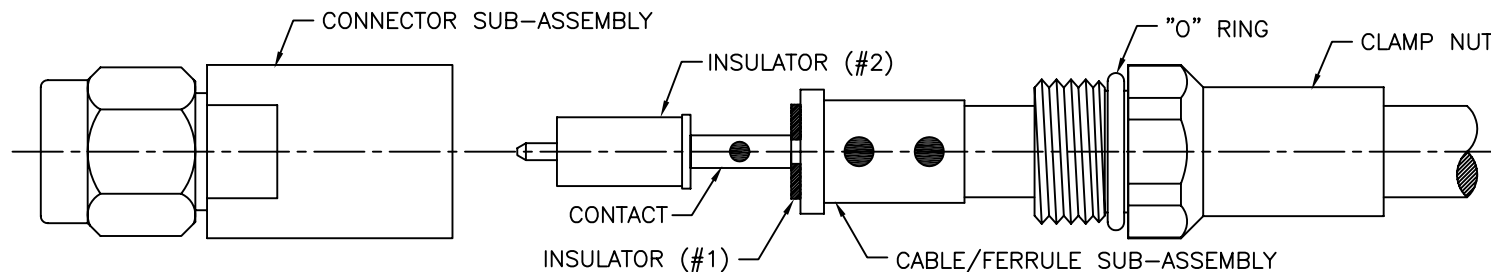 CONNECTOR SUB-ASSEMBLY
"O" RING
CLAMP NUT
INSULATOR (#2)
CONTACT
INSULATOR (#1)
CABLE/FERRULE SUB-ASSEMBLY